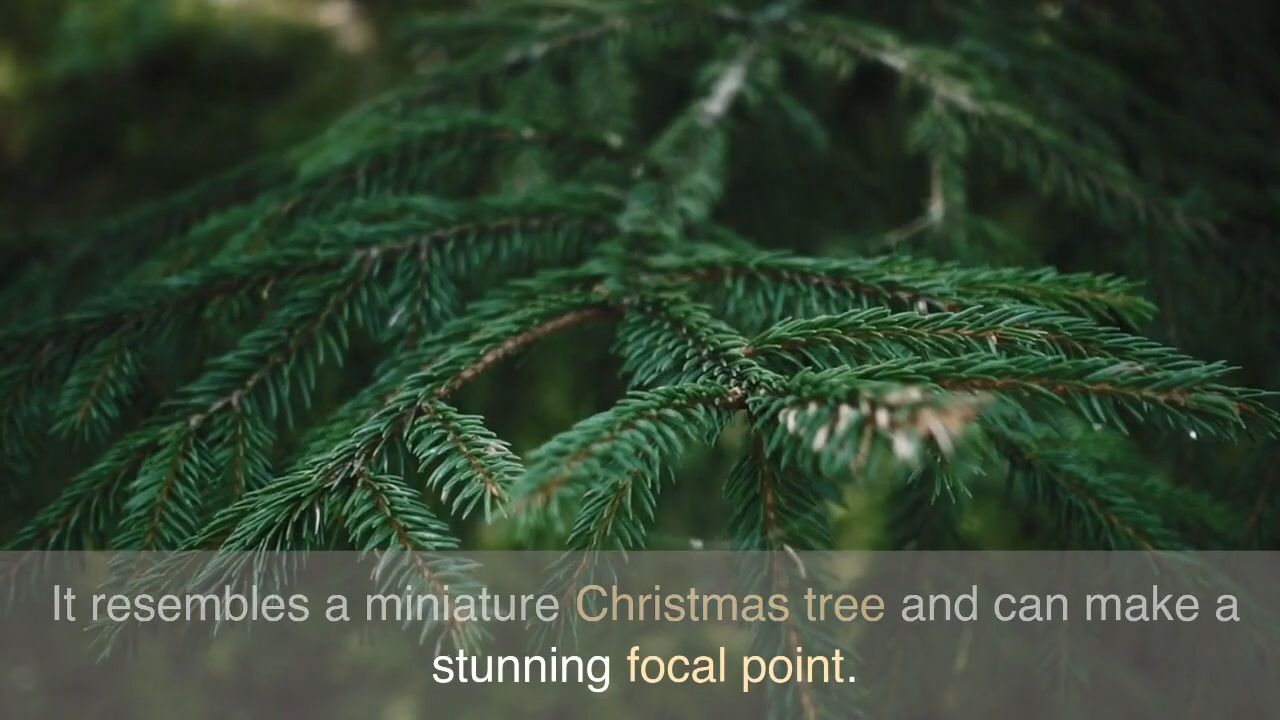 It resembles a miniature Christmas tree and can make a
stunning focal point.